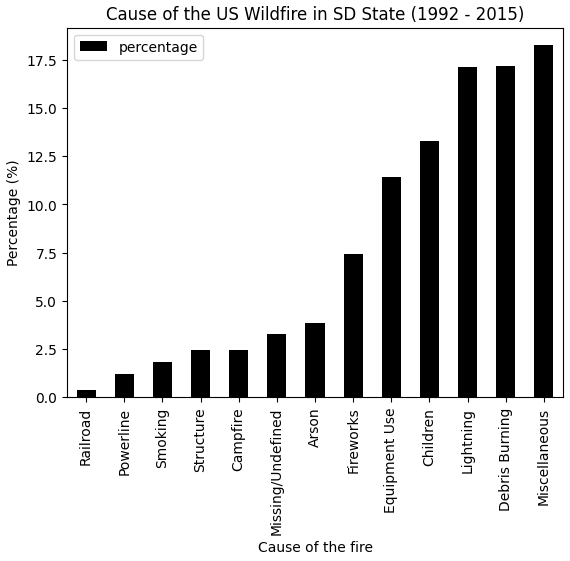 Cause of the US Wildfire in SD State (1992 - 2015)
percentage
Percentage (%)
17.5
15.0
12.5
10.0
7.5
5.0
2.5
0.0
Railroad
Powerline
Smoking
Structure
Campfire
Missing/Undefined
Arson
Fireworks
Equipment Use
Children
Lightning
Debris Burning
Miscellaneous
Cause of the fire